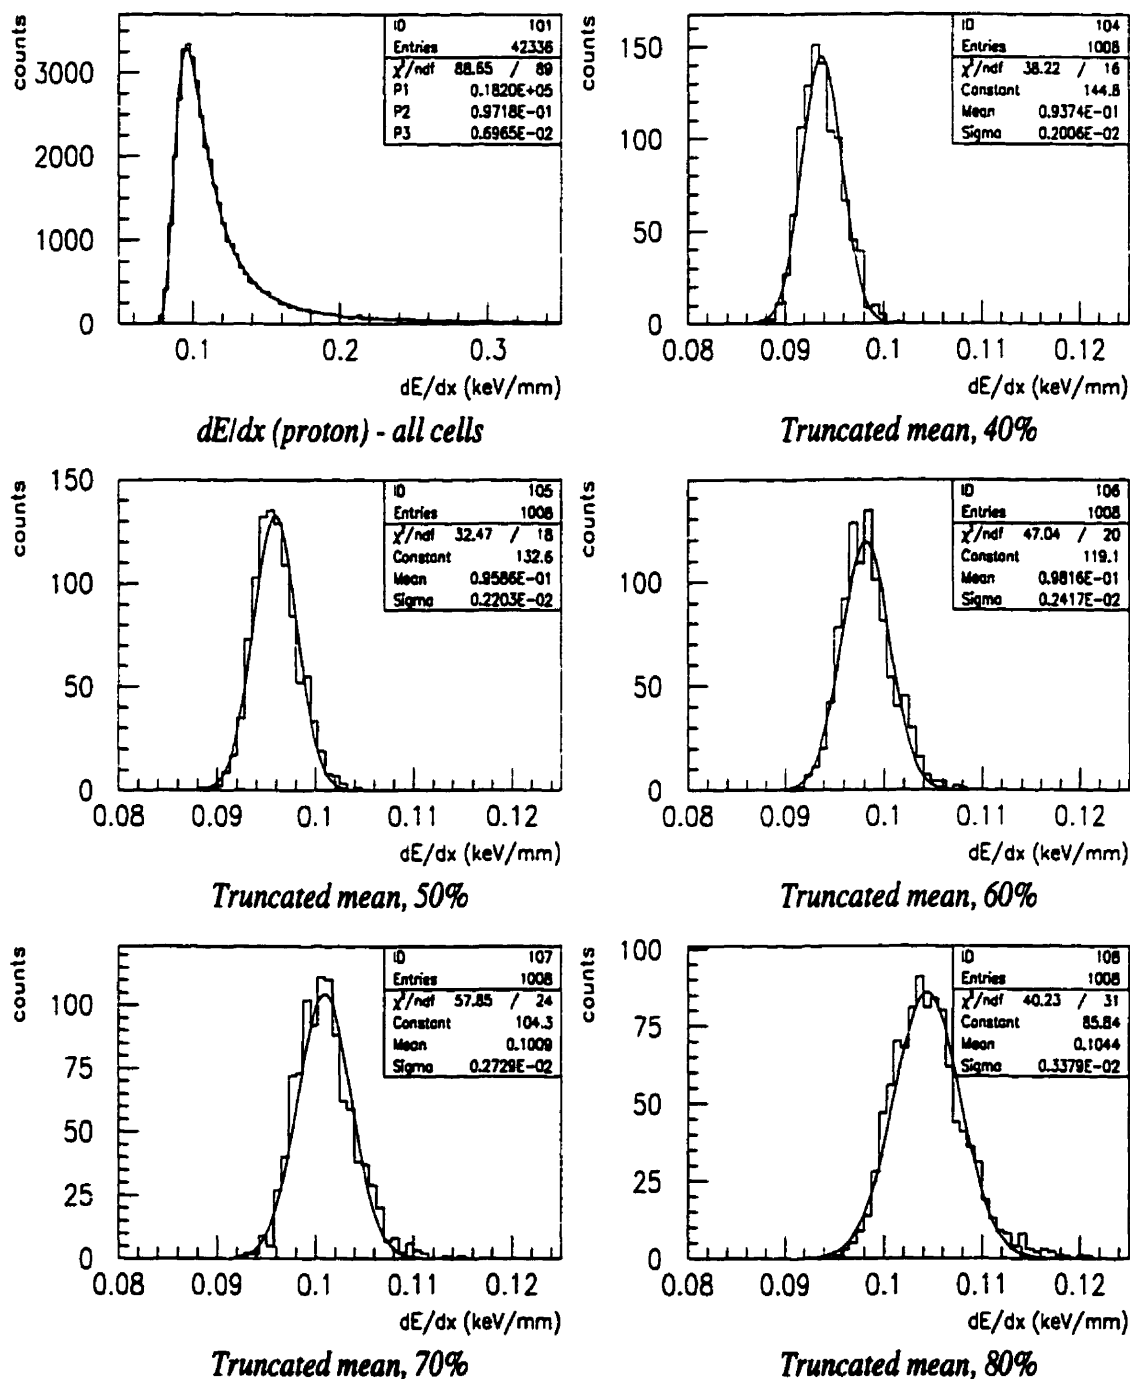 counts
ID 101
Entries 42336
χ²/ndf 88.65 / 89
P1 0.1820E+05
P2 0.9718E-01
P3 0.6965E-02
3000
2000
1000
0
0.1 0.2 0.3
dE/dx (keV/mm)
dE/dx (proton) - all cells
counts
ID 104
Entries 1008
χ²/ndf 38.22 / 16
Constant 144.8
Mean 0.9374E-01
Sigma 0.2006E-02
150
100
50
0
0.08 0.09 0.1 0.11 0.12
dE/dx (keV/mm)
Truncated mean, 40%
counts
ID 105
Entries 1008
χ²/ndf 32.47 / 18
Constant 132.6
Mean 0.9586E-01
Sigma 0.2203E-02
150
100
50
0
0.08 0.09 0.1 0.11 0.12
dE/dx (keV/mm)
Truncated mean, 50%
counts
ID 106
Entries 1008
χ²/ndf 47.04 / 20
Constant 119.1
Mean 0.9816E-01
Sigma 0.2417E-02
100
50
0
0.08 0.09 0.1 0.11 0.12
dE/dx (keV/mm)
Truncated mean, 60%
counts
ID 107
Entries 1008
χ²/ndf 57.85 / 24
Constant 104.3
Mean 0.1009
Sigma 0.2729E-02
100
75
50
25
0
0.08 0.09 0.1 0.11 0.12
dE/dx (keV/mm)
Truncated mean, 70%
counts
ID 108
Entries 1008
χ²/ndf 40.23 / 31
Constant 85.84
Mean 0.1044
Sigma 0.3379E-02
100
75
50
25
0
0.08 0.09 0.1 0.11 0.12
dE/dx (keV/mm)
Truncated mean, 80%